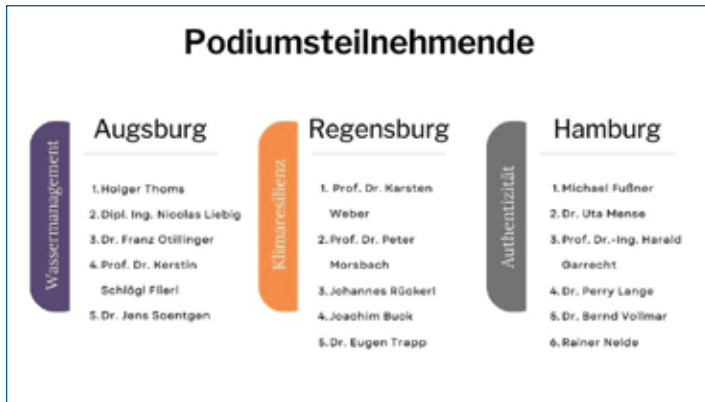 Podiumsteilnehmende
Wassermanagement
Augsburg
1. Holger Thoms
2. Dipl. Ing. Nicolas Liebig
3. Dr. Franz Otillinger
4. Prof. Dr. Kerstin
Schlögl Flierl
5. Dr. Jens Soentgen
Klimaresilienz
Regensburg
1. Prof. Dr. Karsten
Weber
2. Prof. Dr. Peter
Morsbach
3. Johannes Rückerl
4. Joachim Buck
5. Dr. Eugen Trapp
Authentizität
Hamburg
1. Michael Fußner
2. Dr. Uta Mense
3. Prof. Dr.-Ing. Harald
Garrecht
4. Dr. Perry Lange
5. Dr. Bernd Vollmar
6. Rainer Nelde